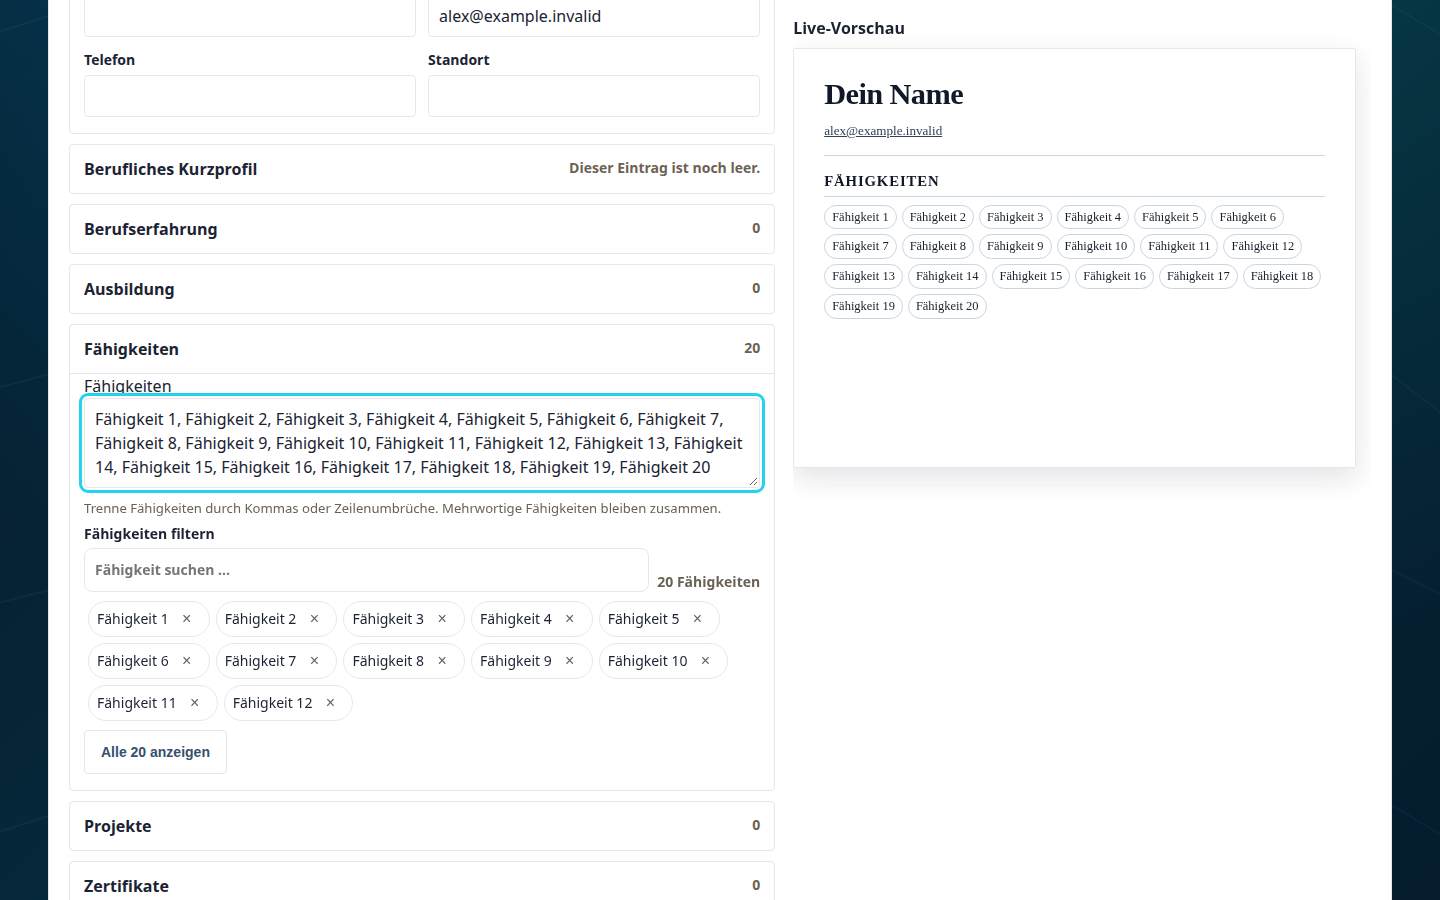 alex@example.invalid
Telefon
Standort
Berufliches Kurzprofil
Dieser Eintrag ist noch leer.
Berufserfahrung
0
Ausbildung
0
Fähigkeiten
20
Fähigkeiten
Fähigkeit 1, Fähigkeit 2, Fähigkeit 3, Fähigkeit 4, Fähigkeit 5, Fähigkeit 6, Fähigkeit 7,
Fähigkeit 8, Fähigkeit 9, Fähigkeit 10, Fähigkeit 11, Fähigkeit 12, Fähigkeit 13, Fähigkeit
14, Fähigkeit 15, Fähigkeit 16, Fähigkeit 17, Fähigkeit 18, Fähigkeit 19, Fähigkeit 20
Trenne Fähigkeiten durch Kommas oder Zeilenumbrüche. Mehrwortige Fähigkeiten bleiben zusammen.
Fähigkeiten filtern
Fähigkeit suchen ...
20 Fähigkeiten
Fähigkeit 1 × Fähigkeit 2 × Fähigkeit 3 × Fähigkeit 4 × Fähigkeit 5 ×
Fähigkeit 6 × Fähigkeit 7 × Fähigkeit 8 × Fähigkeit 9 × Fähigkeit 10 ×
Fähigkeit 11 × Fähigkeit 12 ×
Alle 20 anzeigen
Projekte
0
Zertifikate
0
Live-Vorschau
Dein Name
alex@example.invalid
FÄHIGKEITEN
Fähigkeit 1 Fähigkeit 2 Fähigkeit 3 Fähigkeit 4 Fähigkeit 5 Fähigkeit 6
Fähigkeit 7 Fähigkeit 8 Fähigkeit 9 Fähigkeit 10 Fähigkeit 11 Fähigkeit 12
Fähigkeit 13 Fähigkeit 14 Fähigkeit 15 Fähigkeit 16 Fähigkeit 17 Fähigkeit 18
Fähigkeit 19 Fähigkeit 20